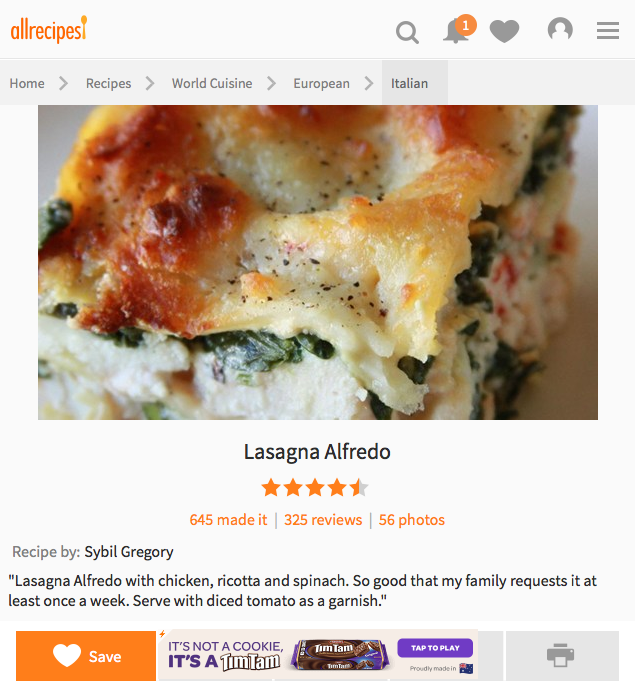 allrecipes
1
Home Recipes World Cuisine European Italian
Lasagna Alfredo
645 made it | 325 reviews | 56 photos
Recipe by: Sybil Gregory
"Lasagna Alfredo with chicken, ricotta and spinach. So good that my family requests it at
least once a week. Serve with diced tomato as a garnish."
Save
IT'S NOT A COOKIE,
IT'S A TimTam
TimTam
TAP TO PLAY
Proudly made in